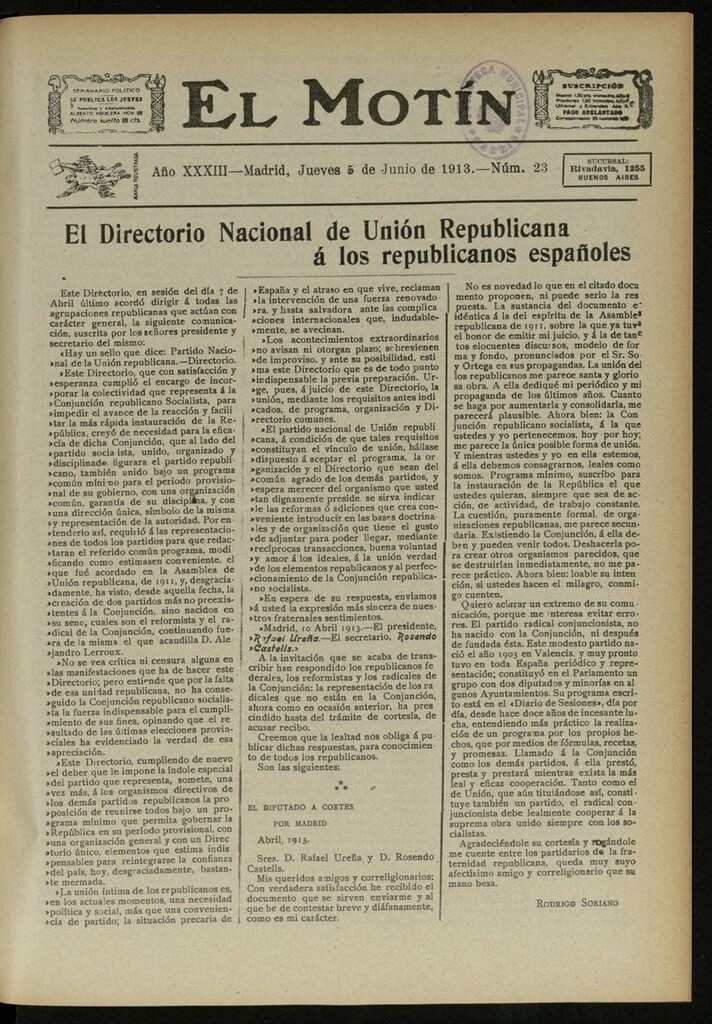 SEMANARIO POLÍTICO
SE PUBLICA LOS JUEVES
Número suelto 10 cts
EL MOTÍN
SUSCRIPCIÓN
PAGO ADELANTADO
MARCA REGISTRADA
Año XXXIII—Madrid, Jueves 5 de Junio de 1913.—Núm. 23
SUCURSAL:
Rivadavia, 1255
BUENOS AIRES
El Directorio Nacional de Unión Republicana
á los republicanos españoles
Este Directorio, en sesión del día 7 de
Abril último acordó dirigir á todas las
agrupaciones republicanas que actúan con
carácter general, la siguiente comunica-
ción, suscrita por los señores presidente y
secretario del mismo:
«Hay un sello que dice: Partido Nacio-
»nal de la Unión republicana.—Directorio.
»Este Directorio, que con satisfacción y
»esperanza cumplió el encargo de incor-
»porar la colectividad que representa á la
»Conjunción republicano Socialista, para
»impedir el avance de la reacción y facili
»tar la más rápida instauración de la Re-
»pública, creyó de necesidad para la efica-
»cia de dicha Conjunción, que al lado del
»partido socialista, unido, organizado y
»disciplinado figurara el partido republi-
»cano, también unido bajo un programa
»común mínimo para el periodo provisio-
»nal de su gobierno, con una organización
»común, garantía de su disciplina, y con
»una dirección única, símbolo de la misma
»y representación de la autoridad. Por en-
»tenderlo así, requirió á las representacio-
»nes de todos los partidos para que redac-
»taran el referido común programa, modi
»ficando como estimasen conveniente, el
»que fué acordado en la Asamblea de
»Unión republicana, de 1911, y, desgracia-
»damente, ha visto, desde aquella fecha, la
»creación de dos partidos más no preexis-
»tentes á la Conjunción, sino nacidos en
»su seno, cuales son el reformista y el ra-
»dical de la Conjunción, continuando fue-
»ra de la misma el que acaudilla D. Ale
»jandro Lerroux.
»No se vea crítica ni censura alguna en
»las manifestaciones que ha de hacer este
»Directorio; pero entiende que por la falta
»de esa unidad republicana, no ha conse-
»guido la Conjunción republicano socialis-
»ta la fuerza indispensable para el cumpli-
»miento de sus fines, opinando que el re
»sultado de las últimas elecciones provin-
»ciales ha evidenciado la verdad de esa
»apreciación.
»Este Directorio, cumpliendo de nuevo
»el deber que le impone la índole especial
»del partido que representa, somete, una
»vez más, á los organismos directivos de
»los demás partidos republicanos la pro
»posición de reunirse todos bajo un pro-
»grama mínimo que permita gobernar la
»República en su período provisional, con
»una organización general y con un Direc
»torio único, elementos que estima indis
»pensables para reintegrarse la confianza
»del país, hoy, desgraciadamente, bastan-
»te mermada.
»La unión íntima de los republicanos es,
»en los actuales momentos, una necesidad
»política y social, más que una convenien-
»cia de partido; la situación precaria de
»España y el atraso en que vive, reclaman
»la intervención de una fuerza renovado-
»ra, y hasta salvadora ante las complica
»ciones internacionales que, indudable-
»mente, se avecinan.
»Los acontecimientos extraordinarios
»no avisan ni otorgan plazo; sobrevienen
»de improviso, y ante su posibilidad, esti-
»ma este Directorio que es de todo punto
»indispensable la previa preparación. Ur-
»ge, pues, á juicio de este Directorio, la
»unión, mediante los requisitos antes indi
»cados, de programa, organización y Di-
»rectorio comunes.
»El partido nacional de Unión republi
»cana, á condición de que tales requisitos
»constituyan el vínculo de unión, hállase
»dispuesto á aceptar el programa, la or-
»ganización y el Directorio que sean del
»común agrado de los demás partidos, y
»espera merecer del organismo que usted
»tan dignamente preside se sirva indicar
»le las reformas ó adiciones que crea con-
»veniente introducir en las bases doctrina-
»les y de organización que tiene el gusto
»de adjuntar para poder llegar, mediante
»recíprocas transacciones, buena voluntad
»y amor á los ideales, á la unión verdad
»de los elementos republicanos y al perfec-
»cionamiento de la Conjunción republica-
»no socialista.
»En espera de su respuesta, enviamos
»á usted la expresión más sincera de nues-
»tros fraternales sentimientos.
»Madrid, 10 Abril 1913.—El presidente,
»Rafael Ureña.—El secretario, Rosendo
»Castells.»
A la invitación que se acaba de trans-
cribir han respondido los republicanos fe
derales, los reformistas y los radicales de
la Conjunción: la representación de los ra
dicales que no están en la Conjunción,
ahora como en ocasión anterior, ha pres
cindido hasta del trámite de cortesía, de
acusar recibo.
Creemos que la lealtad nos obliga á pu-
blicar dichas respuestas, para conocimien-
to de todos los republicanos.
Son las siguientes:
EL DIPUTADO A CORTES
POR MADRID
Abril, 1913.
Sres. D. Rafael Ureña y D. Rosendo
Castells.
Mis queridos amigos y correligionarios:
Con verdadera satisfacción he recibido el
documento que se sirven enviarme y al
que he de contestar breve y diáfanamente,
como es mi carácter.
No es novedad lo que en el citado docu
mento proponen, ni puede serlo la res
puesta. La sustancia del documento e
idéntica á la del espíritu de la Asamble
republicana de 1911, sobre la que ya tuv
el honor de emitir mi juicio, y á la de tan
tos elocuentes discursos, modelo de for
ma y fondo, pronunciados por el Sr. So
y Ortega en sus propagandas. La unión de
los republicanos me parece santa y glorio
sa obra. A ella dediqué mi periódico y mi
propaganda de los últimos años. Cuanto
se haga por aumentarla y consolidarla, me
parecerá plausible. Ahora bien: la Con
junción republicano socialista, á la que
ustedes y yo pertenecemos, hoy por hoy;
me parece la única posible forma de unión.
Y mientras ustedes y yo en ella estemos,
á ella debemos consagrarnos, leales como
somos. Programa mínimo, suscribo para
la instauración de la República el que
ustedes quieran, siempre que sea de ac-
ción, de actividad, de trabajo constante.
La cuestión, puramente formal. de orga-
nizaciones republicanas, me parece secun-
daria. Existiendo la Conjunción, á ella de-
ben y pueden venir todos. Deshacerla po
ra crear otros organismos parecidos, que
se destruirían inmediatamente, no me pa-
rece práctico. Ahora bien: loable su inten
ción, si ustedes hacen el milagro, conmi-
go cuenten.
Quiero aclarar un extremo de su comu-
nicación, porque me interesa evitar erro-
res. El partido radical conjuncionista, no
ha nacido con la Conjunción, ni después
de fundada ésta. Este modesto partido na-
ció el año 1903 en Valencia, y muy pronto
tuvo en toda España periódico y repre-
sentación; constituyó en el Parlamento un
grupo con dos diputados y minorías en al
gunos Ayuntamientos. Su programa escri-
to está en el «Diario de Sesiones», día por
día, desde hace doce años de incesante lu-
cha, entendiendo más práctico la realiza-
ción de un programa por los propios he-
chos, que por medios de fórmulas, recetas,
y promesas. Llamado á la Conjunción
como los demás partidos, á ella prestó,
presta y prestará mientras exista la más
leal y eficaz cooperación. Tanto como el
de Unión, que aún titulándose así, consti-
tuye también un partido, el radical con-
juncionista debe lealmente cooperar á la
suprema obra unido siempre con los so-
cialistas.
Agradeciéndole su cortesía y rogándole
me cuente entre los partidarios de la fra-
ternidad republicana, queda muy suyo
afectísimo amigo y correligionario que su
mano besa.
RODRIGO SORIANO